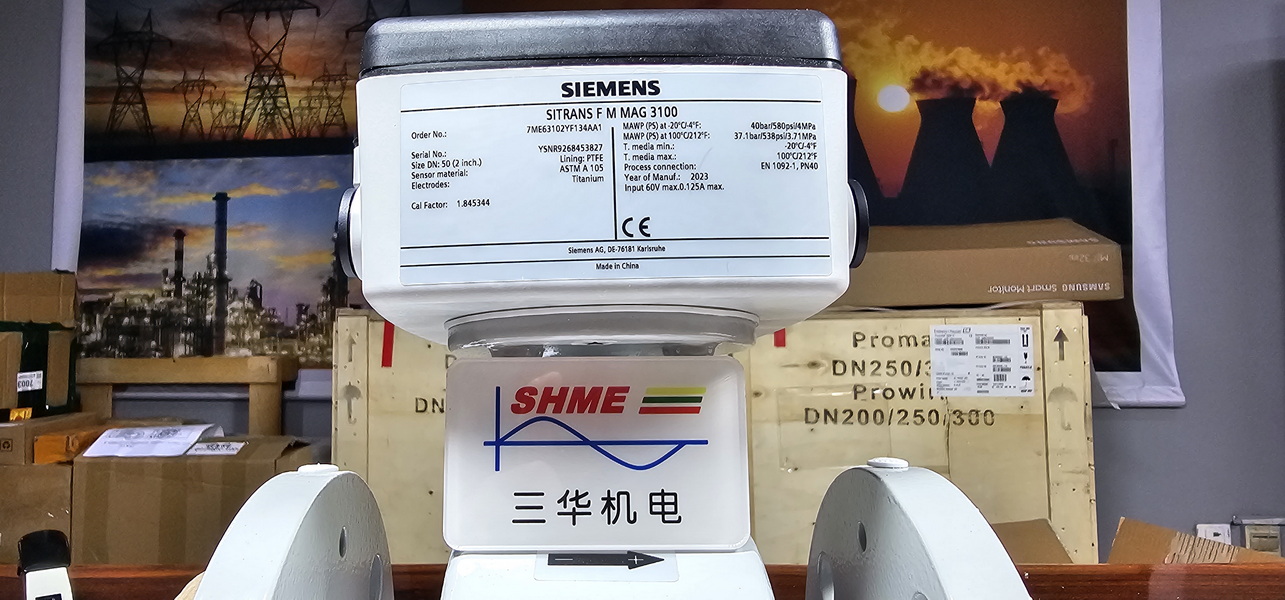 SIEMENS
SITRANS F M MAG 3100
Order No.: 7ME63102YF134AA1
Serial No.: YSNR9268453827
Size DN: 50 (2 inch.) Lining: PTFE
Sensor material: ASTM A 105
Electrodes: Titanium
Cal Factor: 1.845344
MAWP (PS) at -20°C/-4°F: 40bar/580psi/4MPa
MAWP (PS) at 100°C/212°F: 37.1bar/538psi/3.71MPa
T. media min.: -20°C/-4°F
T. media max.: 100°C/212°F
Process connection: EN 1092-1, PN40
Year of Manuf.: 2023
Input 60V max.0.125A max.
CE
Siemens AG, DE-76181 Karlsruhe
Made in China
SHME
三华机电
- +
SAMSUNG
SAMSUNG Smart Monitor
Proma
DN250/3
Prowir
DN200/250/300
DN